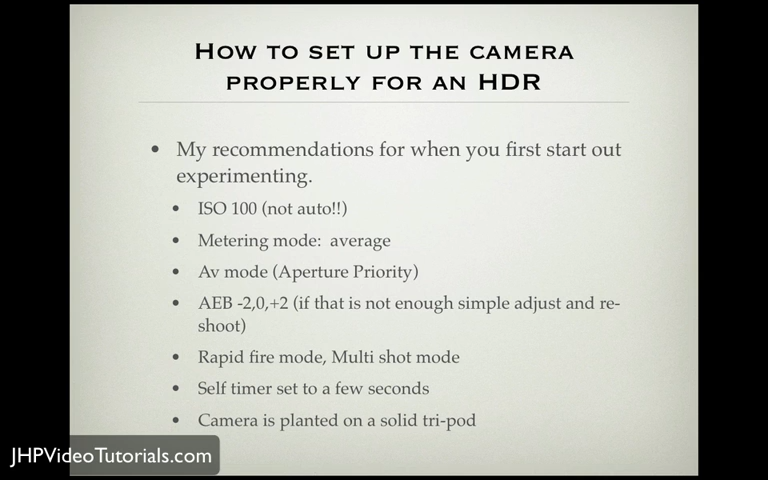 How to set up the camera
properly for an HDR
• My recommendations for when you first start out
experimenting.
• ISO 100 (not auto!!)
• Metering mode: average
• Av mode (Aperture Priority)
• AEB -2,0,+2 (if that is not enough simple adjust and re-
shoot)
• Rapid fire mode, Multi shot mode
• Self timer set to a few seconds
• Camera is planted on a solid tri-pod
JHPVideoTutorials.com